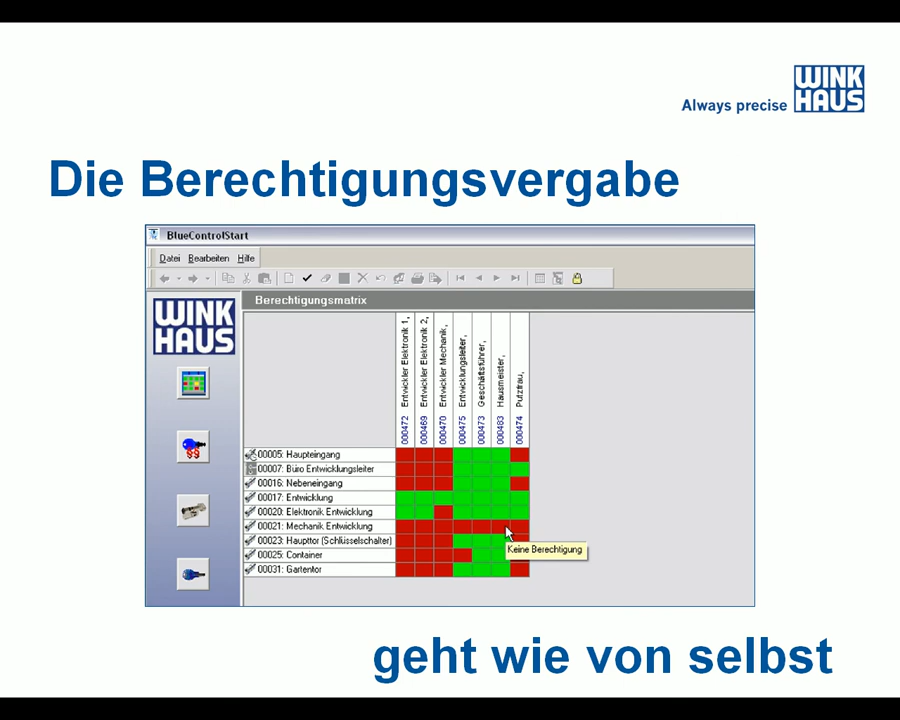 Always precise
WINK
HAUS
Die Berechtigungsvergabe
BlueControlStart
Datei Bearbeiten Hilfe
Berechtigungsmatrix
WINK
HAUS
000472 Entwickler Elektronik 1,
000469 Entwickler Elektronik 2,
000470 Entwickler Mechanik,
000475 Entwicklungsleiter,
000473 Geschäftsführer,
000483 Hausmeister,
000474 Putzfrau,
00005: Haupteingang
00007: Büro Entwicklungsleiter
00016: Nebeneingang
00017: Entwicklung
00020: Elektronik Entwicklung
00021: Mechanik Entwicklung
00023: Haupttor (Schlüsselschalter)
00025: Container
00031: Gartentor
Keine Berechtigung
geht wie von selbst